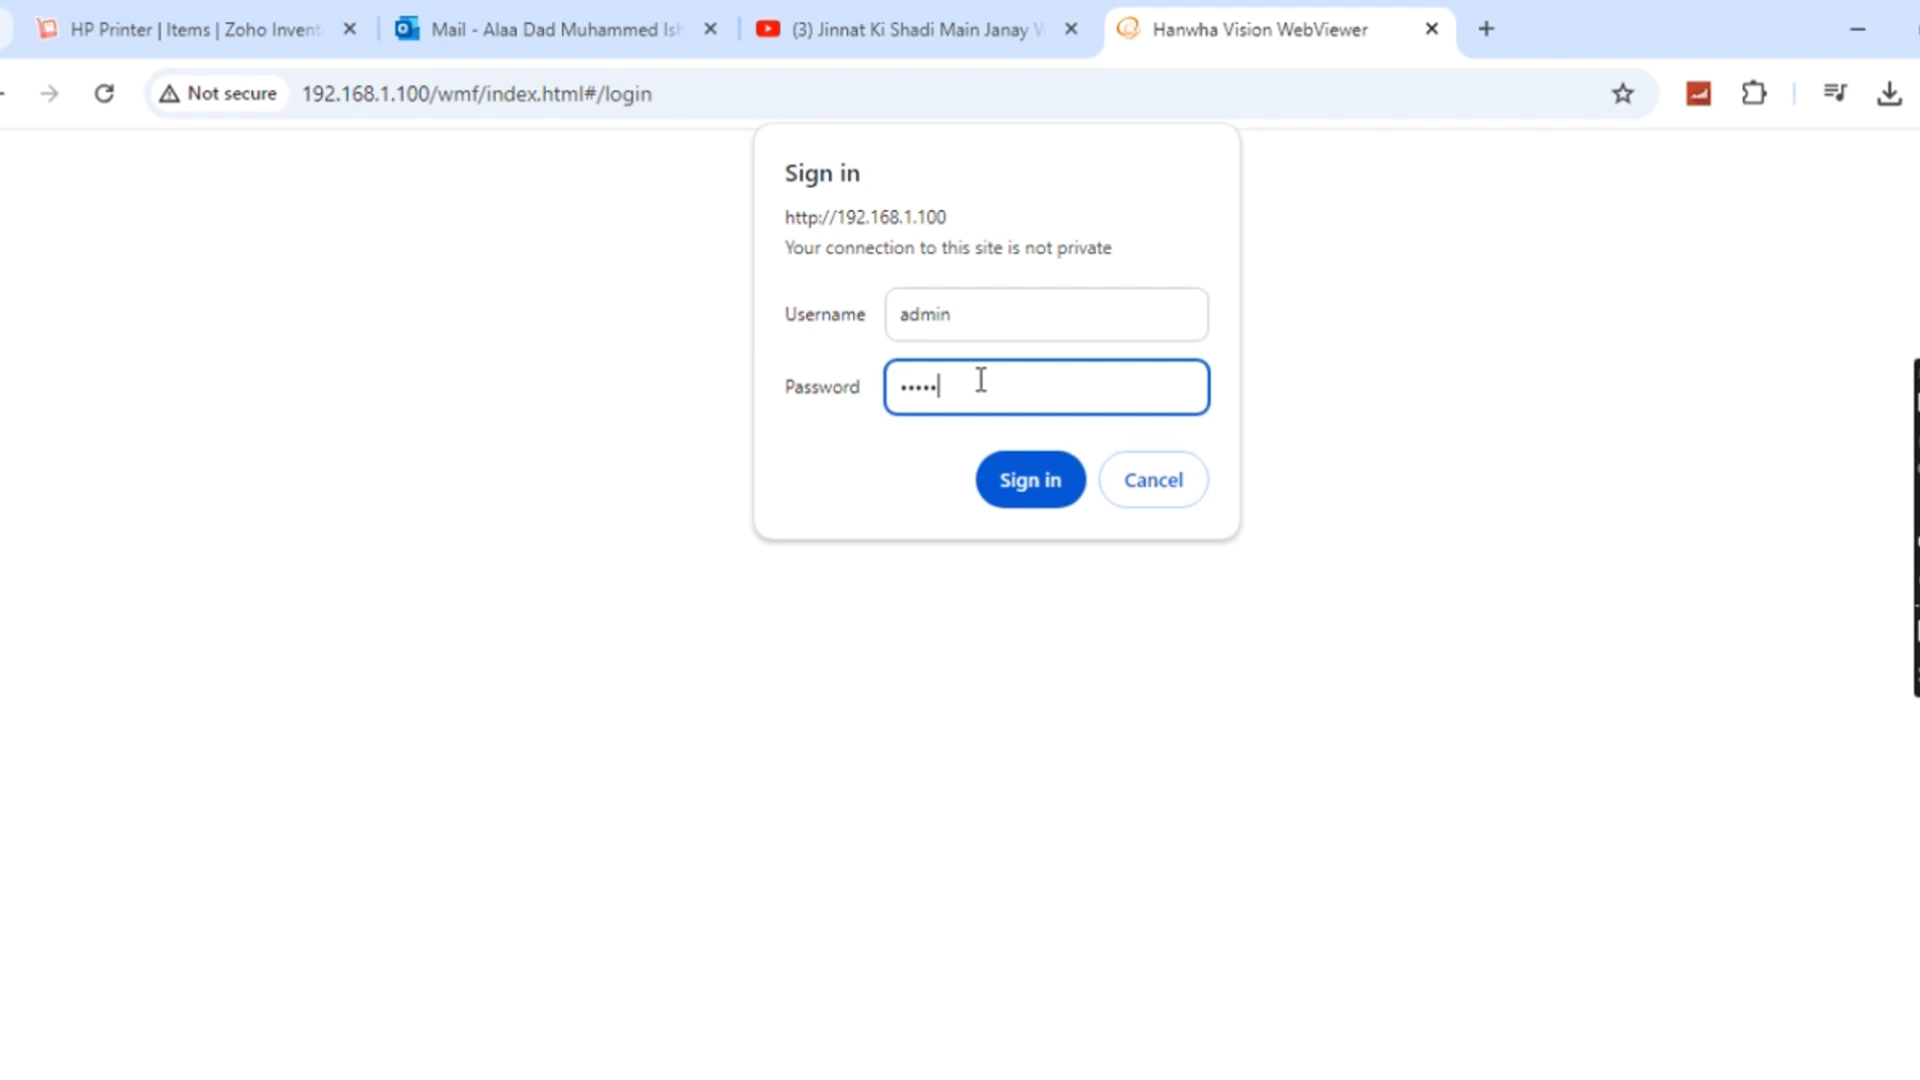 HP Printer | Items | Zoho Invent
Mail - Alaa Dad Muhammed Ish
(3) Jinnat Ki Shadi Main Janay W
Hanwha Vision WebViewer
Not secure
192.168.1.100/wmf/index.html#/login
Sign in
http://192.168.1.100
Your connection to this site is not private
Username
admin
Password
•••••
Sign in
Cancel